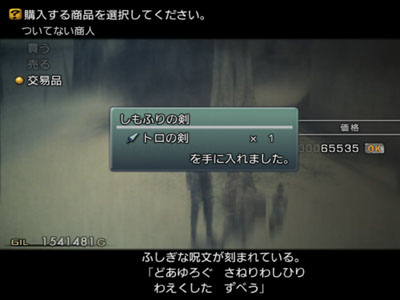 購入する商品を選択してください。
ついてない商人
買う
売る
交易品
しもふりの剣
トロの剣 × 1
を手に入れました。
価格
00065535 OK
GIL 1541481G
ふしぎな呪文が刻まれている。
「どあゆろぐ さねりわしひり
わえくした ずべう」